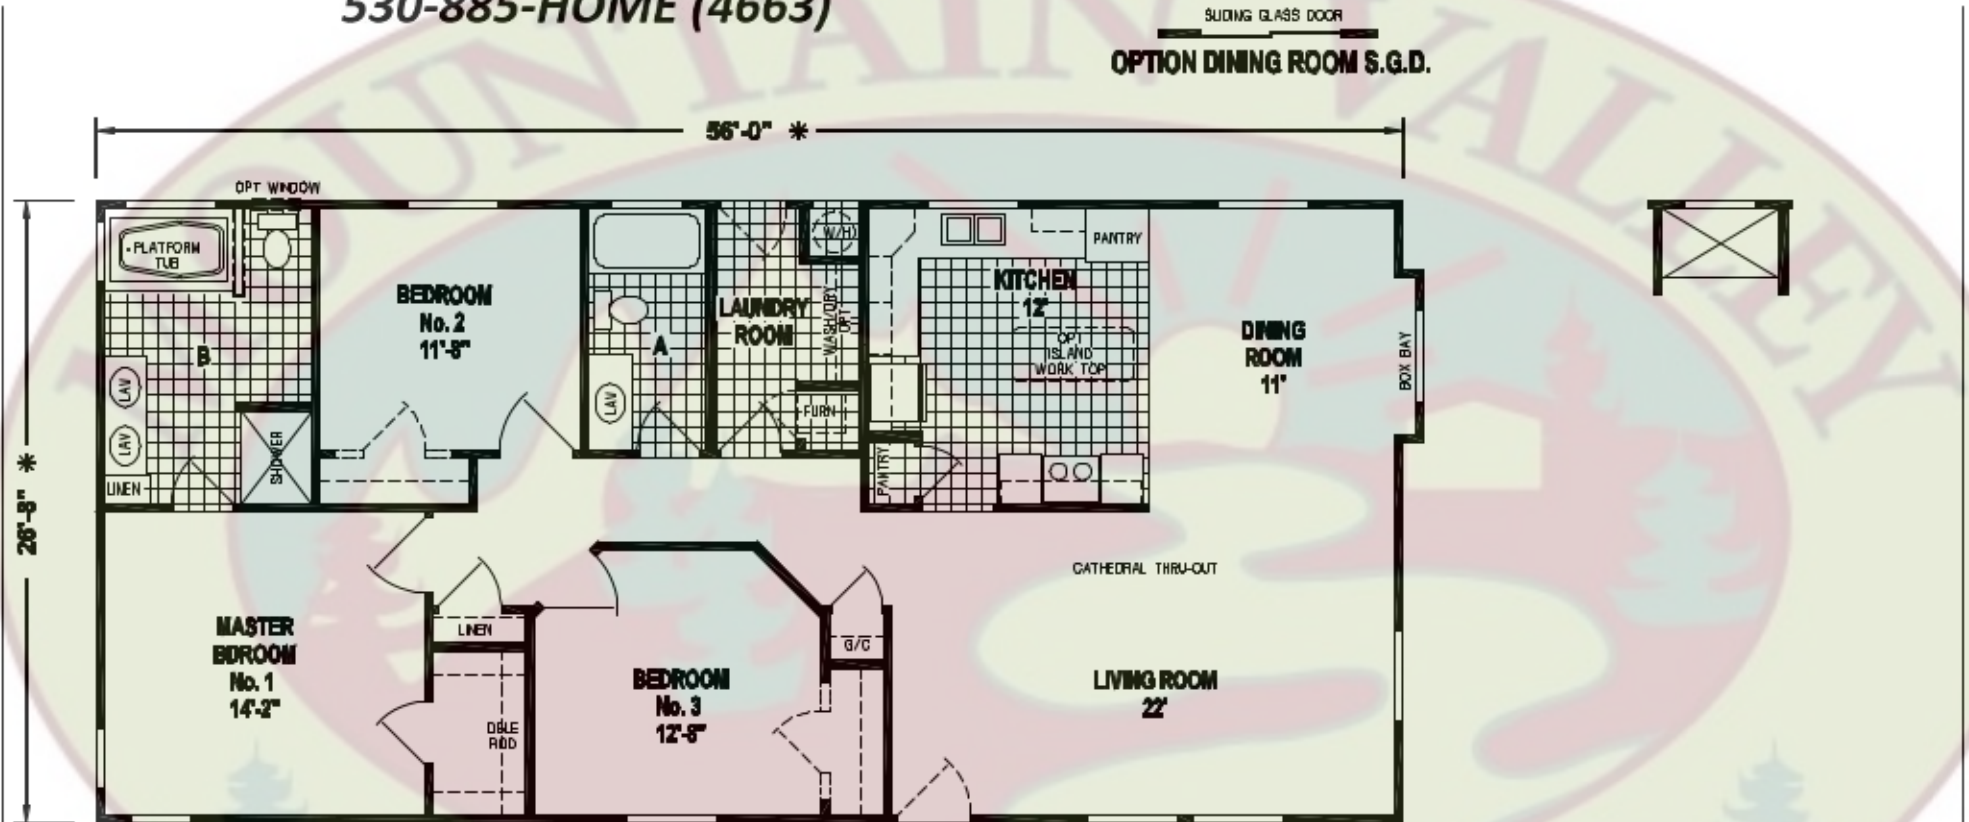 530-885-HOME (4663)
SLIDING GLASS DOOR
OPTION DINING ROOM S.G.D.
MOUNTAIN VALLEY
56'-0" *
OPT WINDOW
PLATFORM
TUB
BEDROOM
No. 2
11'-8"
W/H
PANTRY
KITCHEN
12'
LAUNDRY
ROOM
WASH/DRY
OPT
A
B
OPT
ISLAND
WORK TOP
DINING
ROOM
11'
BOX BAY
LAV
LAV
LAV
FURN
SHOWER
LINEN
PANTRY
26'-8" *
CATHEDRAL THRU-OUT
MASTER
BDROOM
No. 1
14'-2"
LINEN
G/C
DBLE
ROD
BEDROOM
No. 3
12'-8"
LIVING ROOM
22'